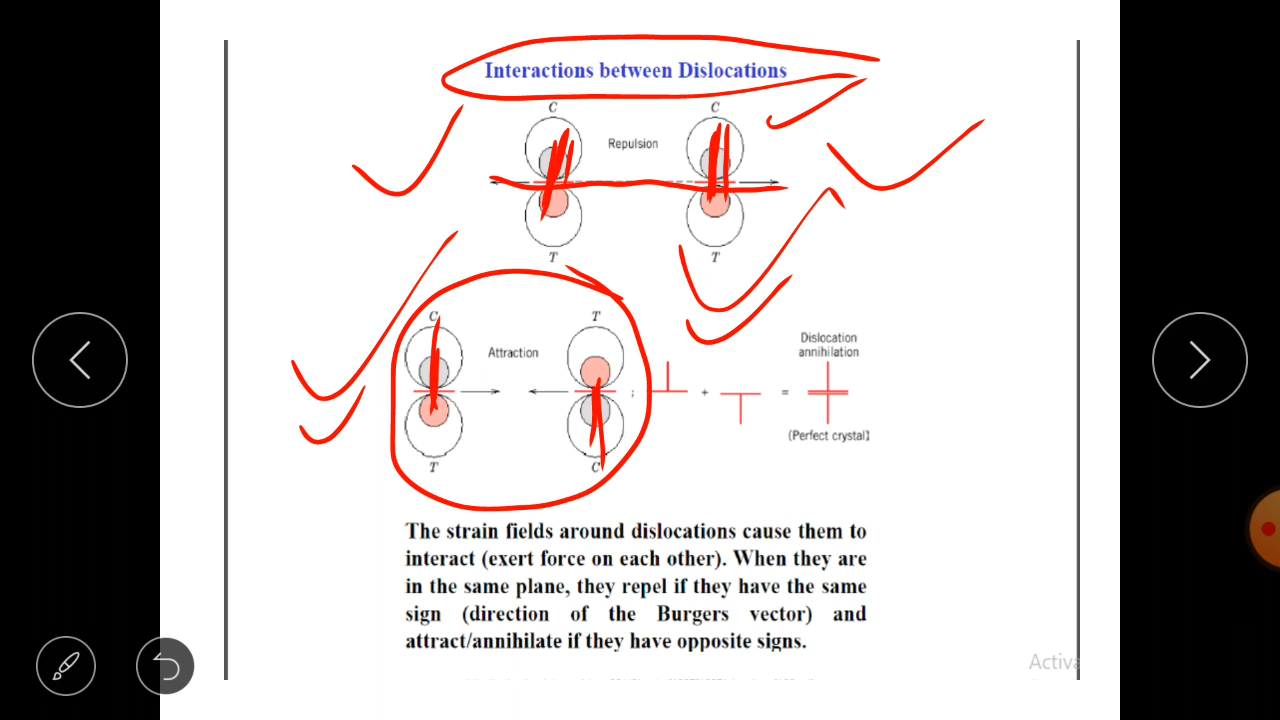 Interactions between Dislocations
C
C
Repulsion
T
T
C
T
Attraction
Dislocation
annihilation
;
+
=
(Perfect crystal)
T
C
The strain fields around dislocations cause them to
interact (exert force on each other). When they are
in the same plane, they repel if they have the same
sign (direction of the Burgers vector) and
attract/annihilate if they have opposite signs.
Activa